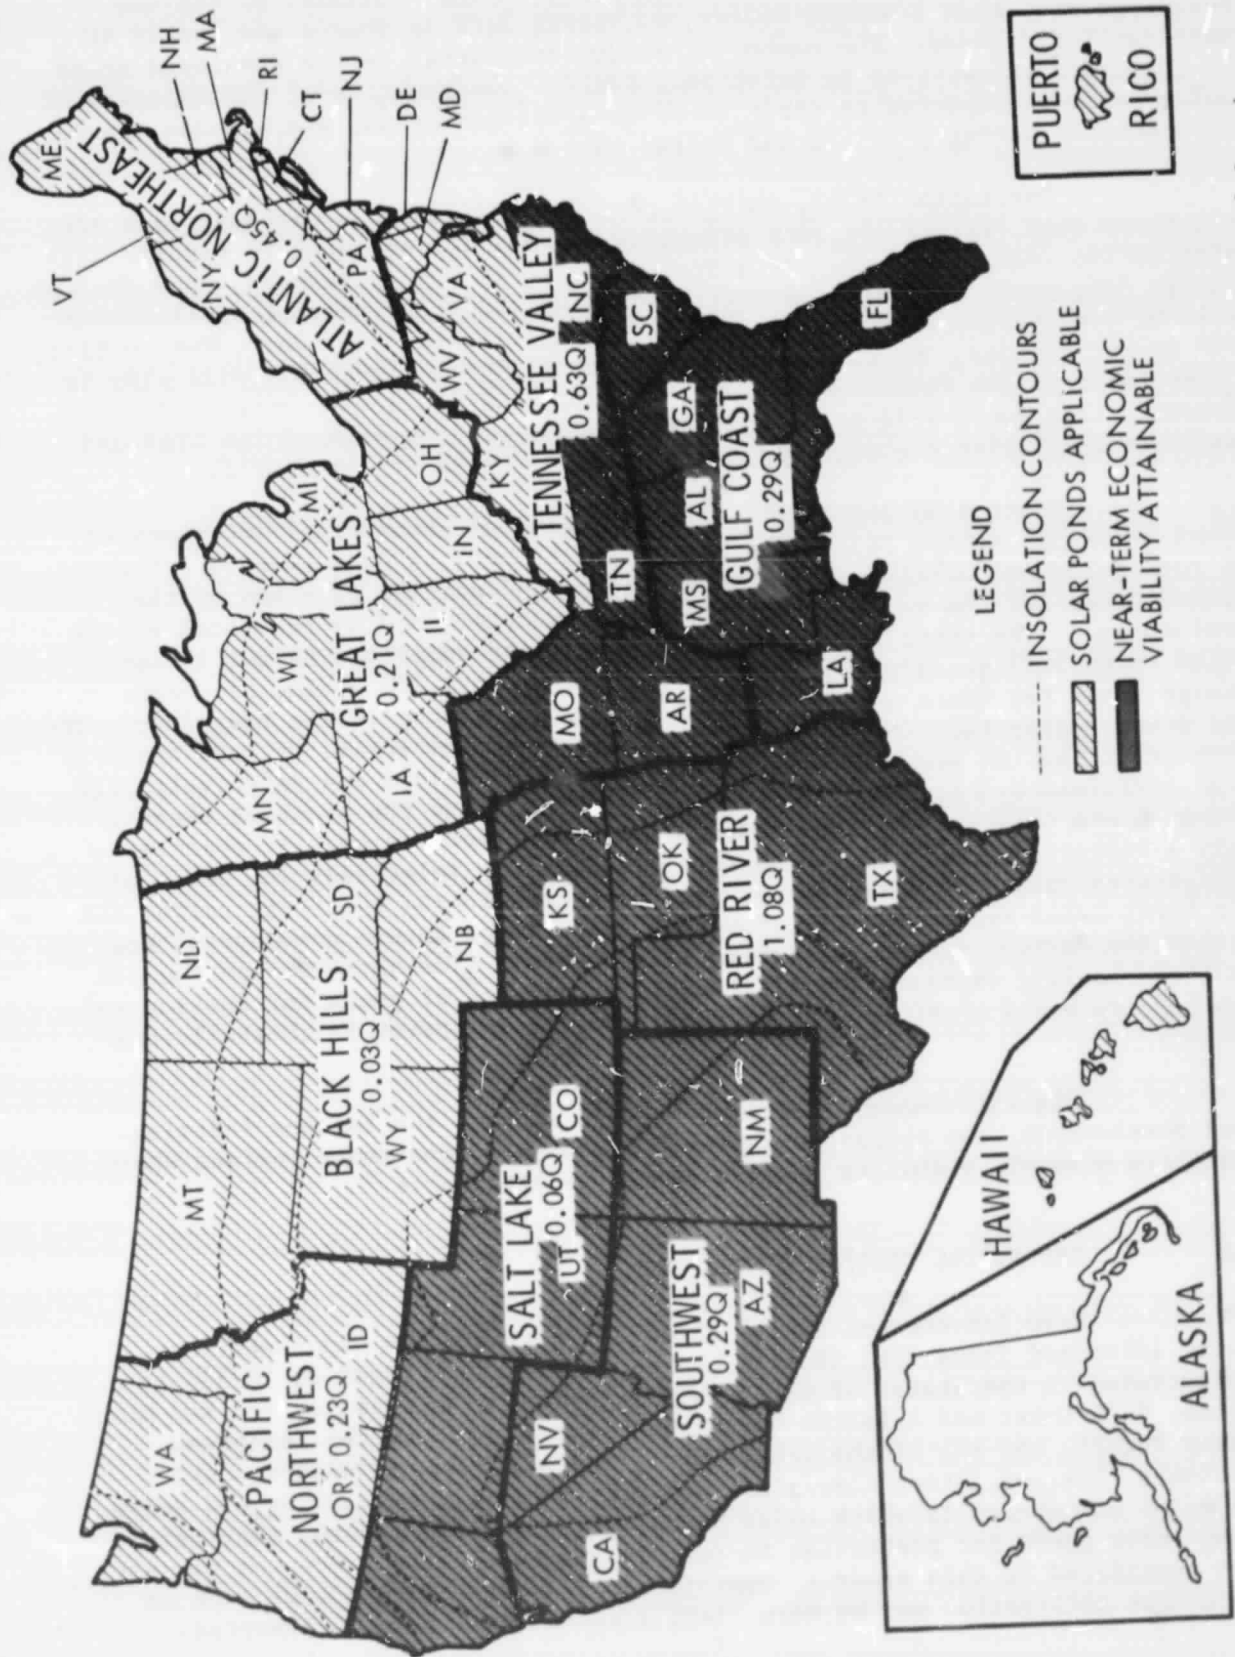 VT
ME
NH
MA
RI
CT
NJ
DE
MD
ATLANTIC NORTHEAST
0.45Q
NY
PA
WA
MT
ND
MN
WI
MI
PACIFIC
NORTHWEST
OR 0.23Q
ID
BLACK HILLS
0.03Q
WY
SD
NB
GREAT LAKES
0.21Q
IA
IL
IN
OH
WV
VA
KY
TENNESSEE VALLEY
0.63Q
NC
TN
SC
SALT LAKE
UT 0.06Q CO
NV
CA
SOUTHWEST
0.29Q
AZ
NM
KS
OK
RED RIVER
1.08Q
TX
MO
AR
LA
MS
AL
GA
GULF COAST
0.29Q
FL
LEGEND
INSOLATION CONTOURS
SOLAR PONDS APPLICABLE
NEAR-TERM ECONOMIC
VIABILITY ATTAINABLE
HAWAII
ALASKA
PUERTO
RICO